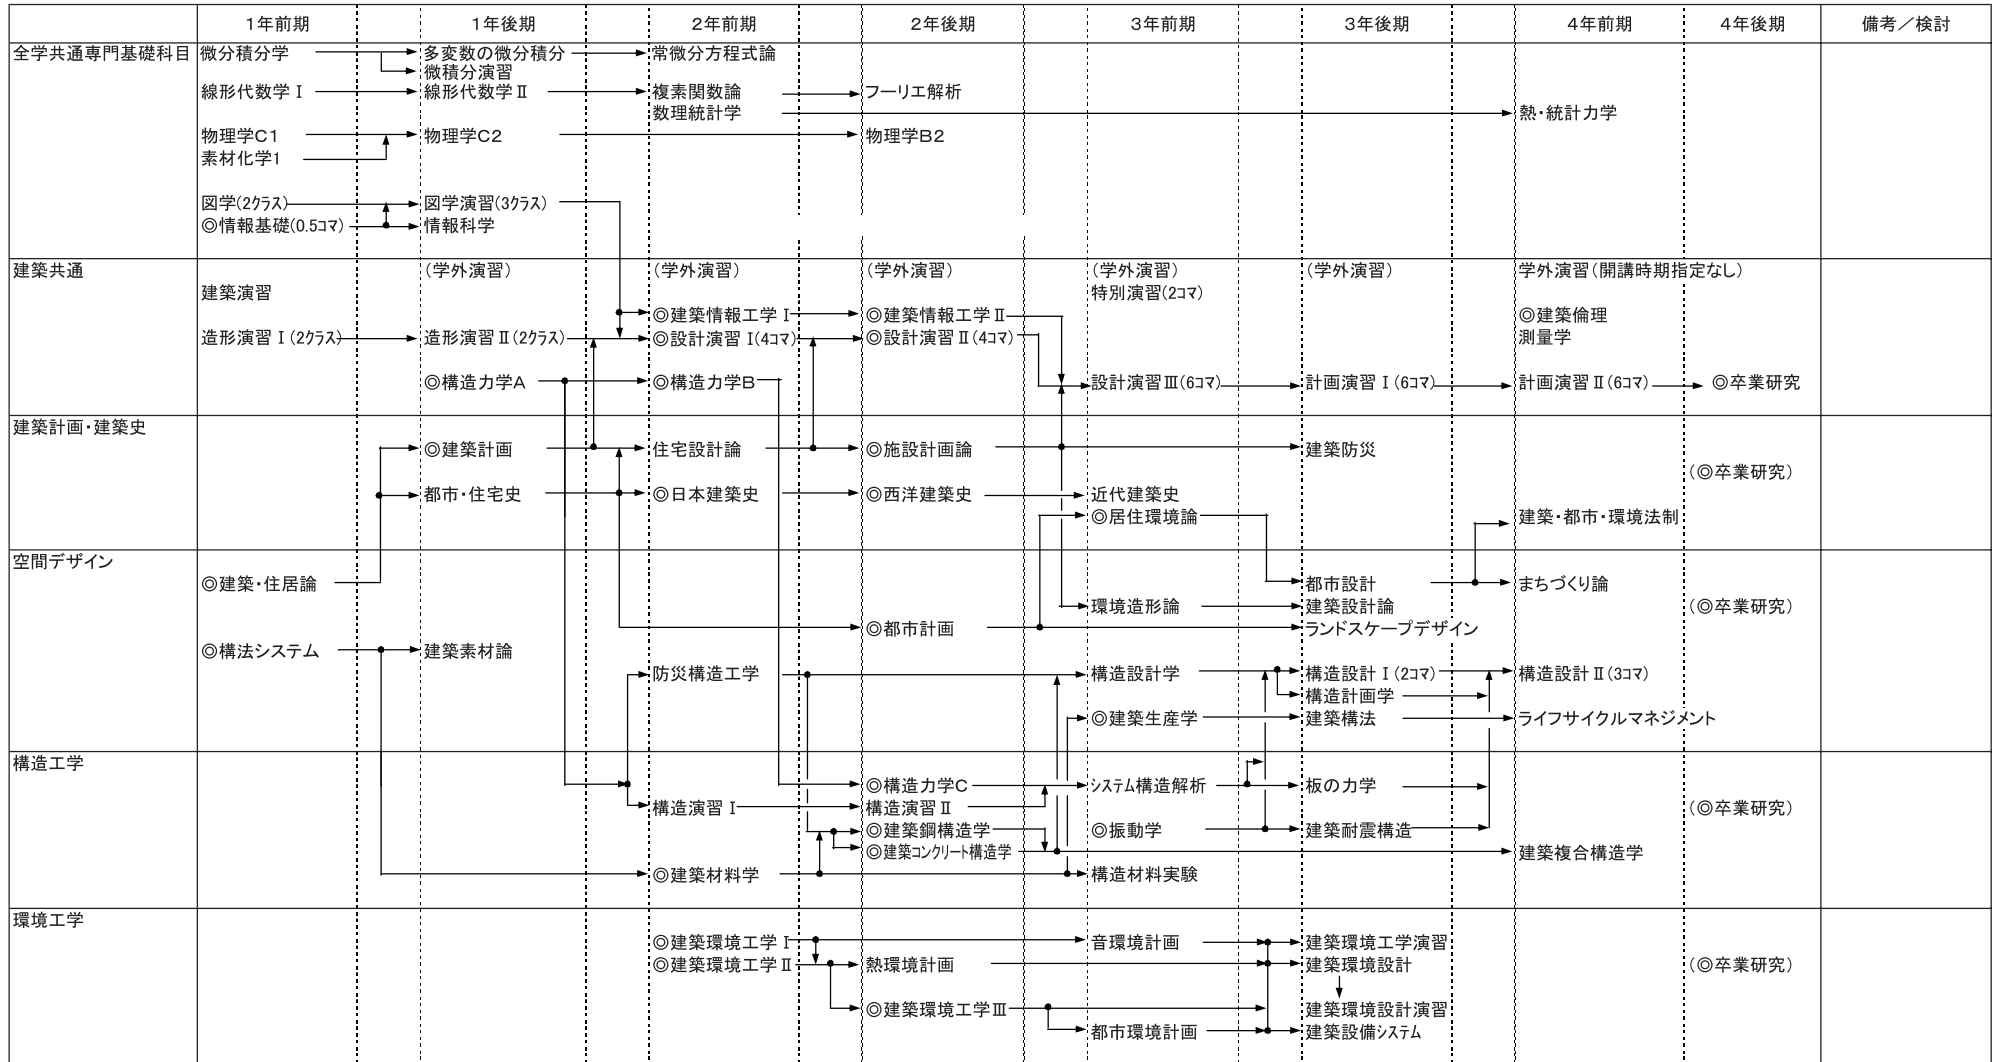 1年前期 1年後期 2年前期 2年後期 3年前期 3年後期 4年前期 4年後期 備考／検討
全学共通専門基礎科目 微分積分学 多変数の微分積分 常微分方程式論
微積分演習
線形代数学Ⅰ 線形代数学Ⅱ 複素関数論 フーリエ解析
数理統計学 熱・統計力学
物理学C1 物理学C2 物理学B2
素材化学1
図学(2クラス) 図学演習(3クラス)
◎情報基礎(0.5コマ) 情報科学
建築共通 (学外演習) (学外演習) (学外演習) (学外演習) (学外演習) 学外演習(開講時期指定なし)
建築演習 特別演習(2コマ)
◎建築情報工学Ⅰ ◎建築情報工学Ⅱ ◎建築倫理
造形演習Ⅰ(2クラス) 造形演習Ⅱ(2クラス) ◎設計演習Ⅰ(4コマ) ◎設計演習Ⅱ(4コマ) 測量学
◎構造力学A ◎構造力学B 設計演習Ⅲ(6コマ) 計画演習Ⅰ(6コマ) 計画演習Ⅱ(6コマ) ◎卒業研究
建築計画・建築史
◎建築計画 住宅設計論 ◎施設計画論 建築防災
(◎卒業研究)
都市・住宅史 ◎日本建築史 ◎西洋建築史 近代建築史
◎居住環境論 建築・都市・環境法制
空間デザイン
◎建築・住居論 都市設計 まちづくり論
環境造形論 建築設計論 (◎卒業研究)
◎都市計画 ランドスケープデザイン
◎構法システム 建築素材論
防災構造工学 構造設計学 構造設計Ⅰ(2コマ) 構造設計Ⅱ(3コマ)
構造計画学
◎建築生産学 建築構法 ライフサイクルマネジメント
構造工学
◎構造力学C システム構造解析 板の力学
構造演習Ⅰ 構造演習Ⅱ (◎卒業研究)
◎建築鋼構造学 ◎振動学 建築耐震構造
◎建築コンクリート構造学 建築複合構造学
◎建築材料学 構造材料実験
環境工学
◎建築環境工学Ⅰ 音環境計画 建築環境工学演習
◎建築環境工学Ⅱ 熱環境計画 建築環境設計 (◎卒業研究)
◎建築環境工学Ⅲ 建築環境設計演習
都市環境計画 建築設備システム